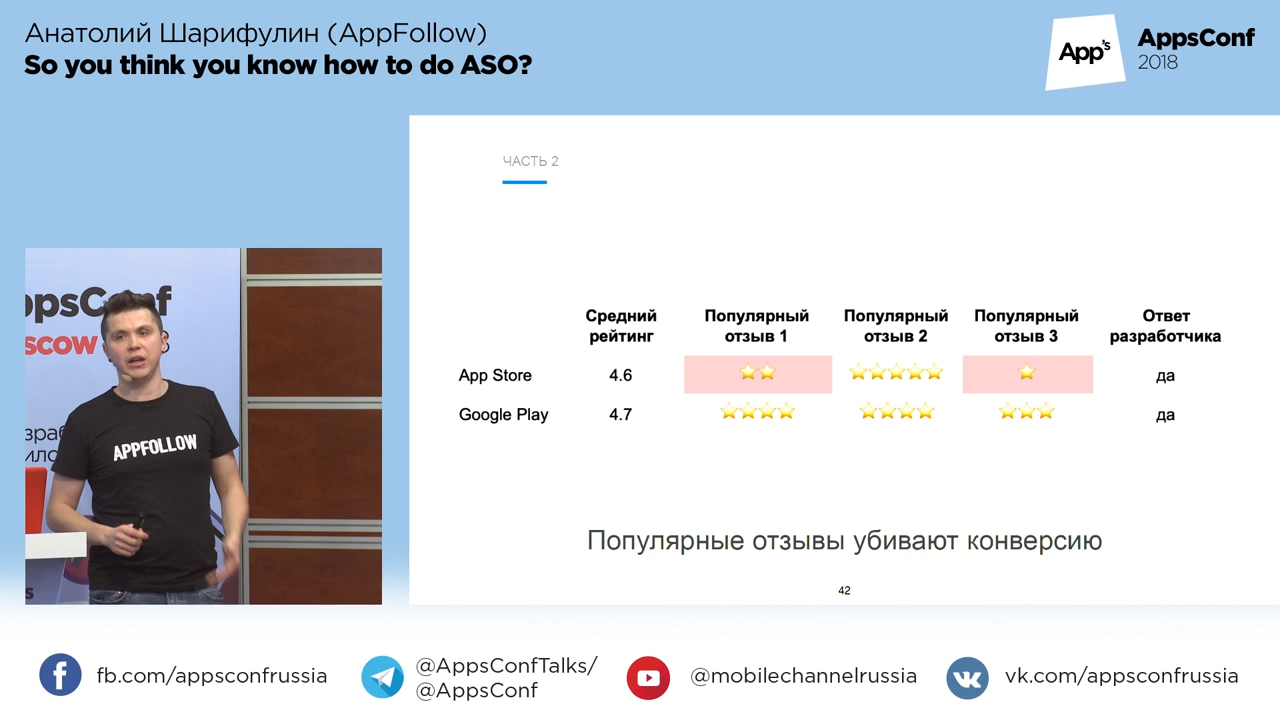 Анатолий Шарифулин (AppFollow)
So you think you know how to do ASO?
App's
AppsConf
2018
ЧАСТЬ 2
Средний рейтинг
Популярный отзыв 1
Популярный отзыв 2
Популярный отзыв 3
Ответ разработчика
App Store 4.6 да
Google Play 4.7 да
Популярные отзывы убивают конверсию
42
APPFOLLOW
fb.com/appsconfrussia
@AppsConfTalks/
@AppsConf
@mobilechannelrussia
vk.com/appsconfrussia